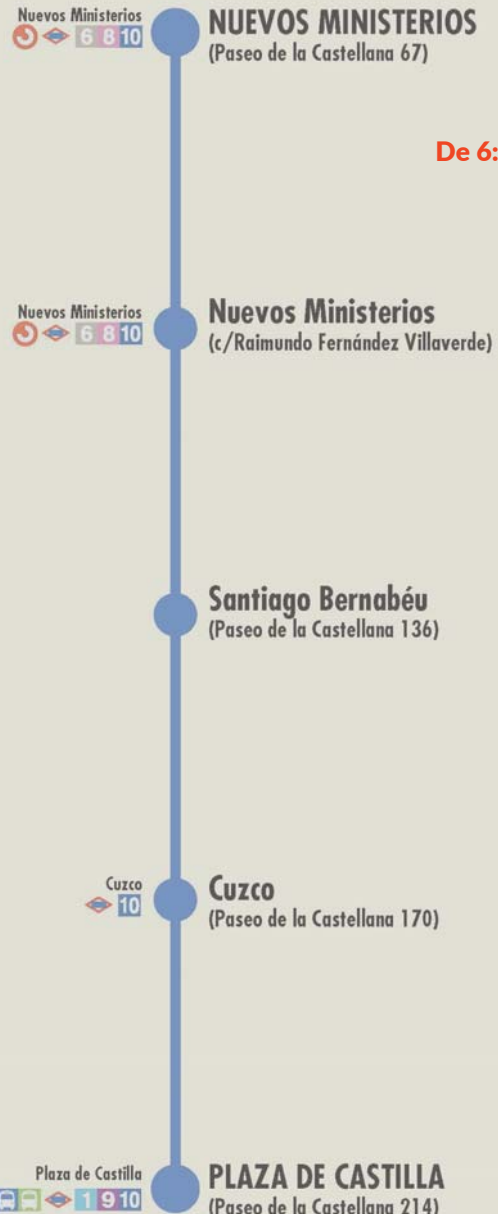 Nuevos Ministerios
6 8 10
NUEVOS MINISTERIOS
(Paseo de la Castellana 67)
De 6:
Nuevos Ministerios
6 8 10
Nuevos Ministerios
(c/Raimundo Fernández Villaverde)
Santiago Bernabéu
(Paseo de la Castellana 136)
Cuzco
10
Cuzco
(Paseo de la Castellana 170)
Plaza de Castilla
1 9 10
PLAZA DE CASTILLA
(Paseo de la Castellana 214)